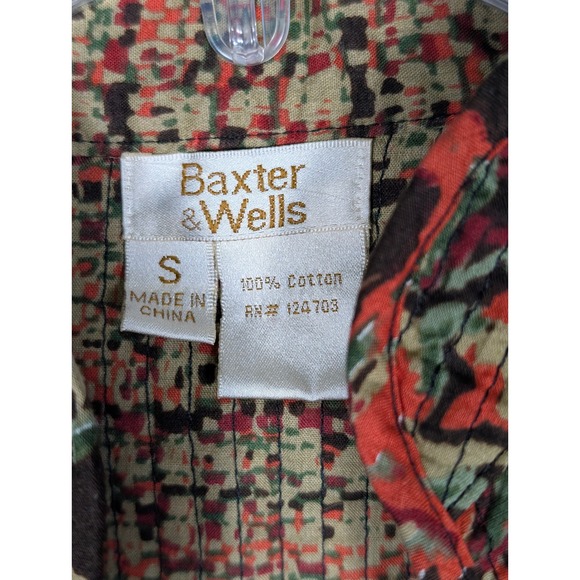 Baxter
& Wells
S
MADE IN
CHINA
100% Cotton
RN# 124703